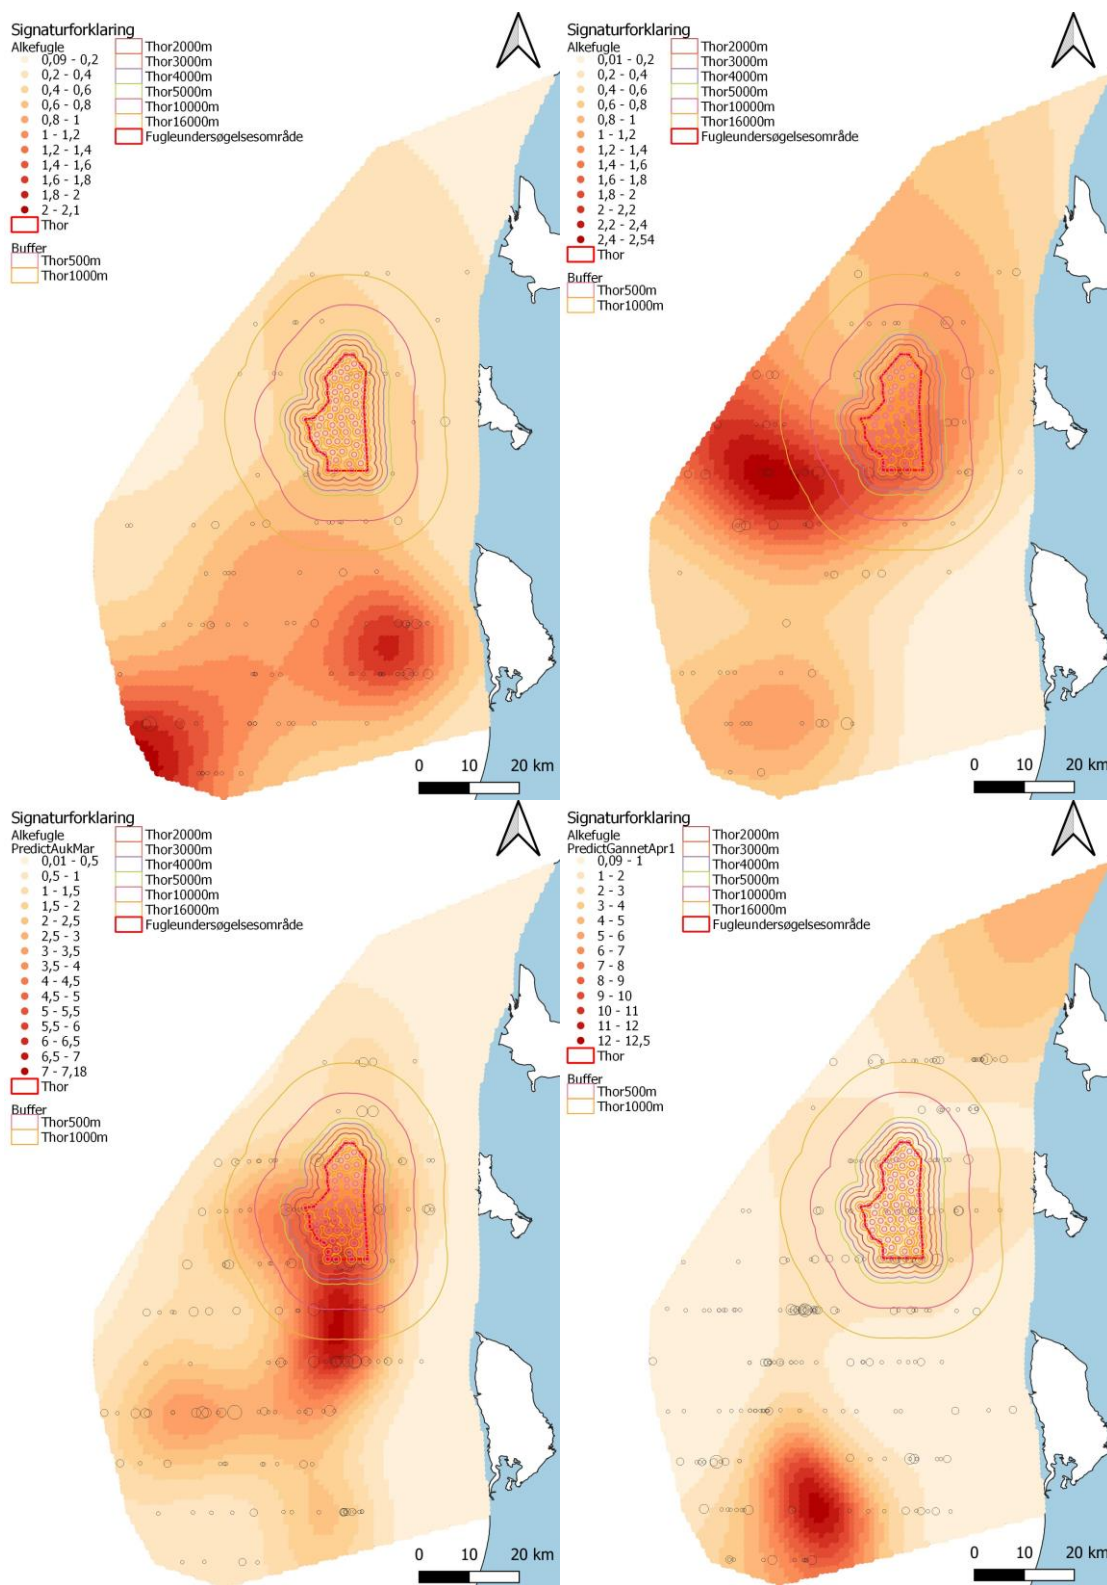 Signaturforklaring
Alkefugle
0,09 - 0,2
0,2 - 0,4
0,4 - 0,6
0,6 - 0,8
0,8 - 1
1 - 1,2
1,2 - 1,4
1,4 - 1,6
1,6 - 1,8
1,8 - 2
2 - 2,1
Thor
Buffer
Thor500m
Thor1000m
Thor2000m
Thor3000m
Thor4000m
Thor5000m
Thor10000m
Thor16000m
Fugleundersøgelsesområde
0 10 20 km
Signaturforklaring
Alkefugle
0,01 - 0,2
0,2 - 0,4
0,4 - 0,6
0,6 - 0,8
0,8 - 1
1 - 1,2
1,2 - 1,4
1,4 - 1,6
1,6 - 1,8
1,8 - 2
2 - 2,2
2,2 - 2,4
2,4 - 2,54
Thor
Buffer
Thor500m
Thor1000m
Thor2000m
Thor3000m
Thor4000m
Thor5000m
Thor10000m
Thor16000m
Fugleundersøgelsesområde
0 10 20 km
Signaturforklaring
Alkefugle
PredictAukMar
0,01 - 0,5
0,5 - 1
1 - 1,5
1,5 - 2
2 - 2,5
2,5 - 3
3 - 3,5
3,5 - 4
4 - 4,5
4,5 - 5
5 - 5,5
5,5 - 6
6 - 6,5
6,5 - 7
7 - 7,18
Thor
Buffer
Thor500m
Thor1000m
Thor2000m
Thor3000m
Thor4000m
Thor5000m
Thor10000m
Thor16000m
Fugleundersøgelsesområde
0 10 20 km
Signaturforklaring
Alkefugle
PredictGannetApr1
0,09 - 1
1 - 2
2 - 3
3 - 4
4 - 5
5 - 6
6 - 7
7 - 8
8 - 9
9 - 10
10 - 11
11 - 12
12 - 12,5
Thor
Buffer
Thor500m
Thor1000m
Thor2000m
Thor3000m
Thor4000m
Thor5000m
Thor10000m
Thor16000m
Fugleundersøgelsesområde
0 10 20 km